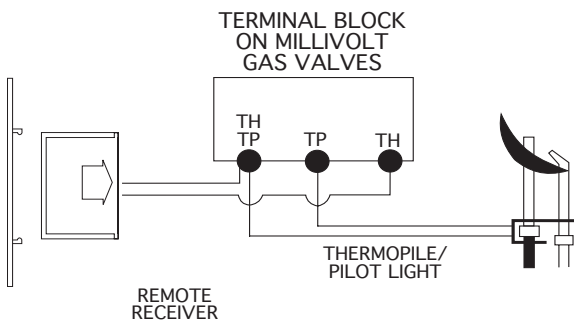 TERMINAL BLOCK
ON MILLIVOLT
GAS VALVES
TH
TP
TP
TH
THERMOPILE/
PILOT LIGHT
REMOTE
RECEIVER